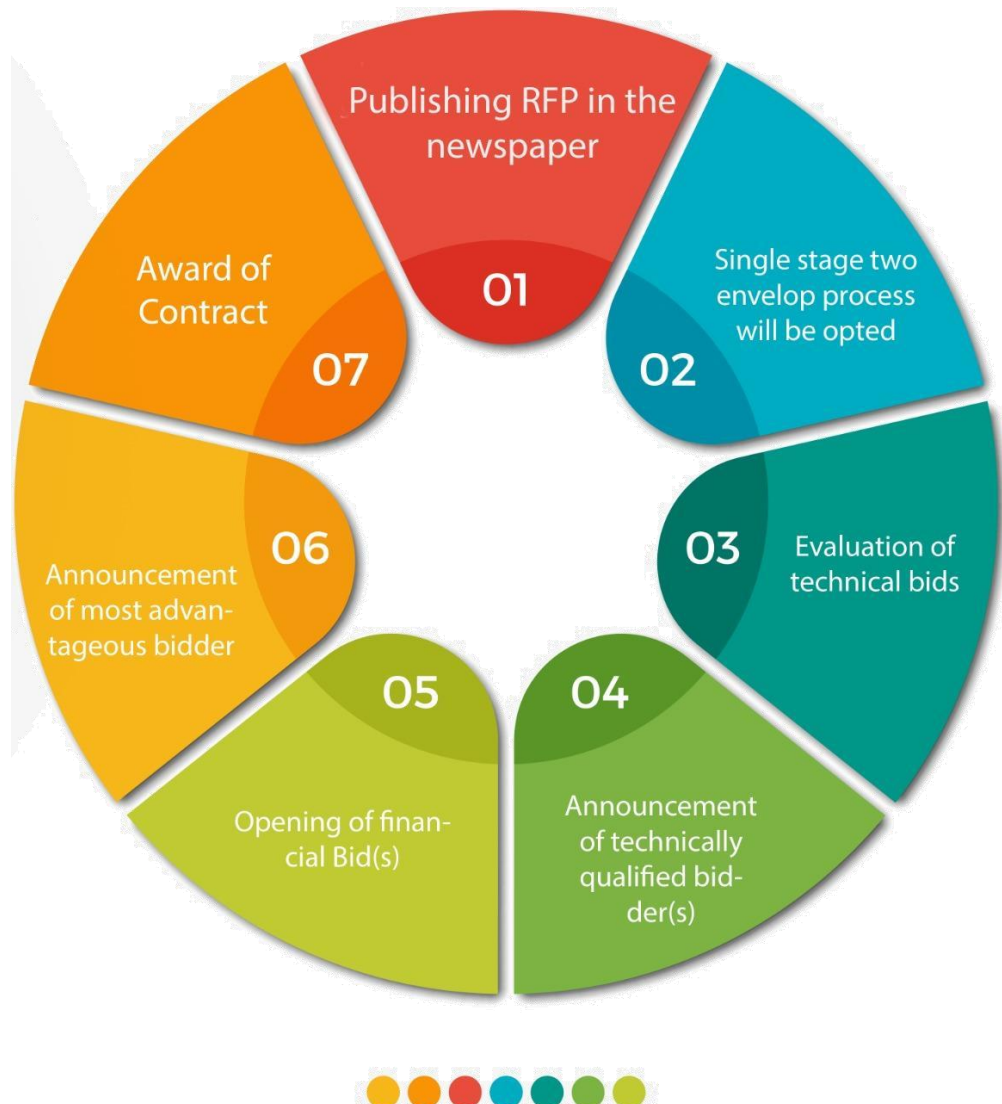 Publishing RFP in the
newspaper
01
Single stage two
envelop process
will be opted
02
Evaluation of
technical bids
03
Announcement
of technically
qualified bid-
der(s)
04
Opening of finan-
cial Bid(s)
05
Announcement
of most advan-
tageous bidder
06
Award of
Contract
07